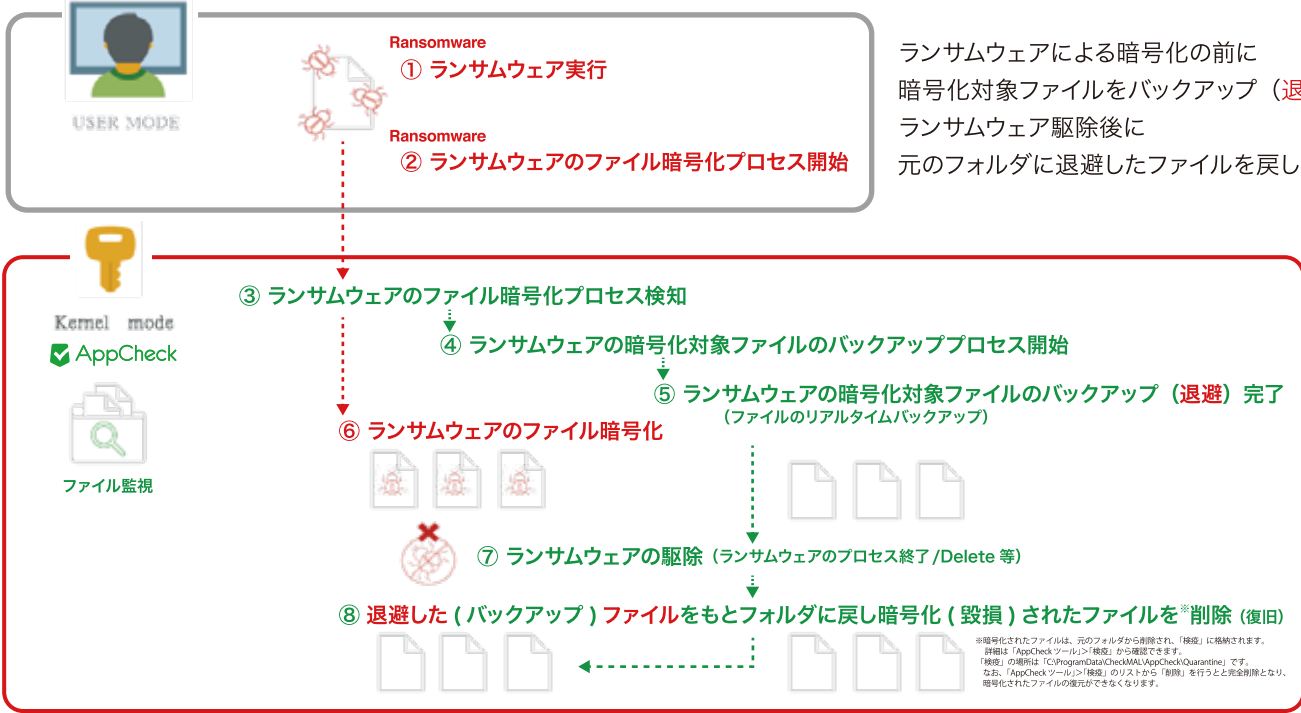 ランサムウェアによる暗号化の前に
暗号化対象ファイルをバックアップ（退
ランサムウェア駆除後に
元のフォルダに退避したファイルを戻し
USER MODE
Ransomware
① ランサムウェア実行
Ransomware
② ランサムウェアのファイル暗号化プロセス開始
Kernel mode
AppCheck
ファイル監視
③ ランサムウェアのファイル暗号化プロセス検知
④ ランサムウェアの暗号化対象ファイルのバックアッププロセス開始
⑤ ランサムウェアの暗号化対象ファイルのバックアップ（退避）完了
（ファイルのリアルタイムバックアップ）
⑥ ランサムウェアのファイル暗号化
⑦ ランサムウェアの駆除（ランサムウェアのプロセス終了/Delete 等）
⑧ 退避した ( バックアップ ) ファイルをもとフォルダに戻し暗号化 ( 毀損 ) されたファイルを※削除（復旧）
※暗号化されたファイルは、元のフォルダから削除され、「検疫」に格納されます。
詳細は「AppCheck ツール」>「検疫」から確認できます。
「検疫」の場所は「C:\ProgramData\CheckMAL\AppCheck\Quarantine」です。
なお、「AppCheck ツール」>「検疫」のリストから「削除」を行うとと完全削除となり、
暗号化されたファイルの復元ができなくなります。